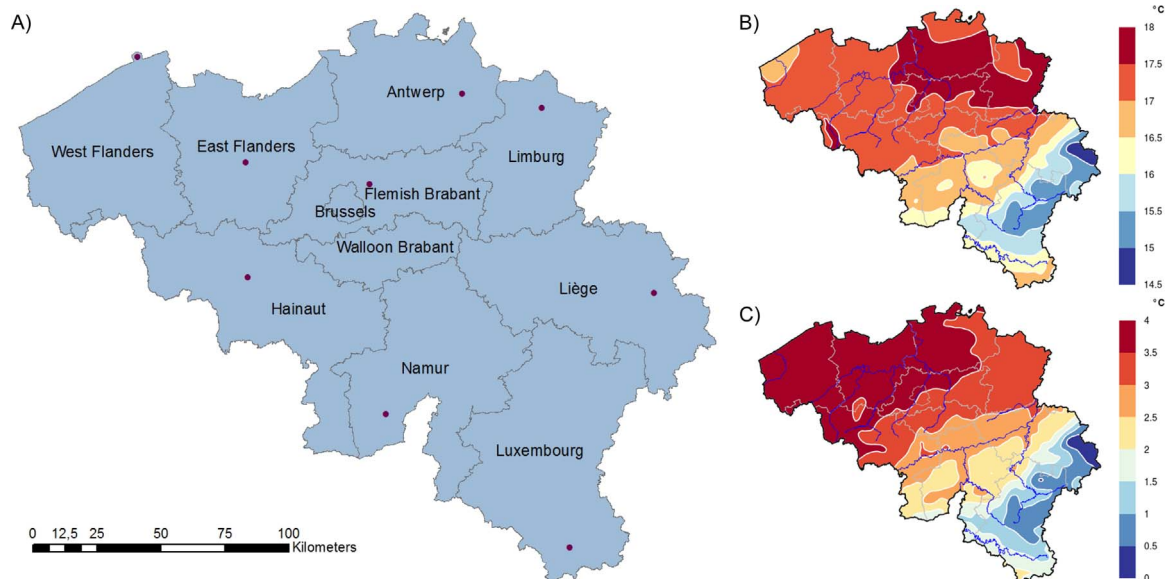 A)
West Flanders
East Flanders
Antwerp
Limburg
Flemish Brabant
Brussels
Walloon Brabant
Hainaut
Liège
Namur
Luxembourg
0 12,5 25 50 75 100
Kilometers
B)
°C
18
17.5
17
16.5
16
15.5
15
14.5
C)
°C
4
3.5
3
2.5
2
1.5
1
0.5
0